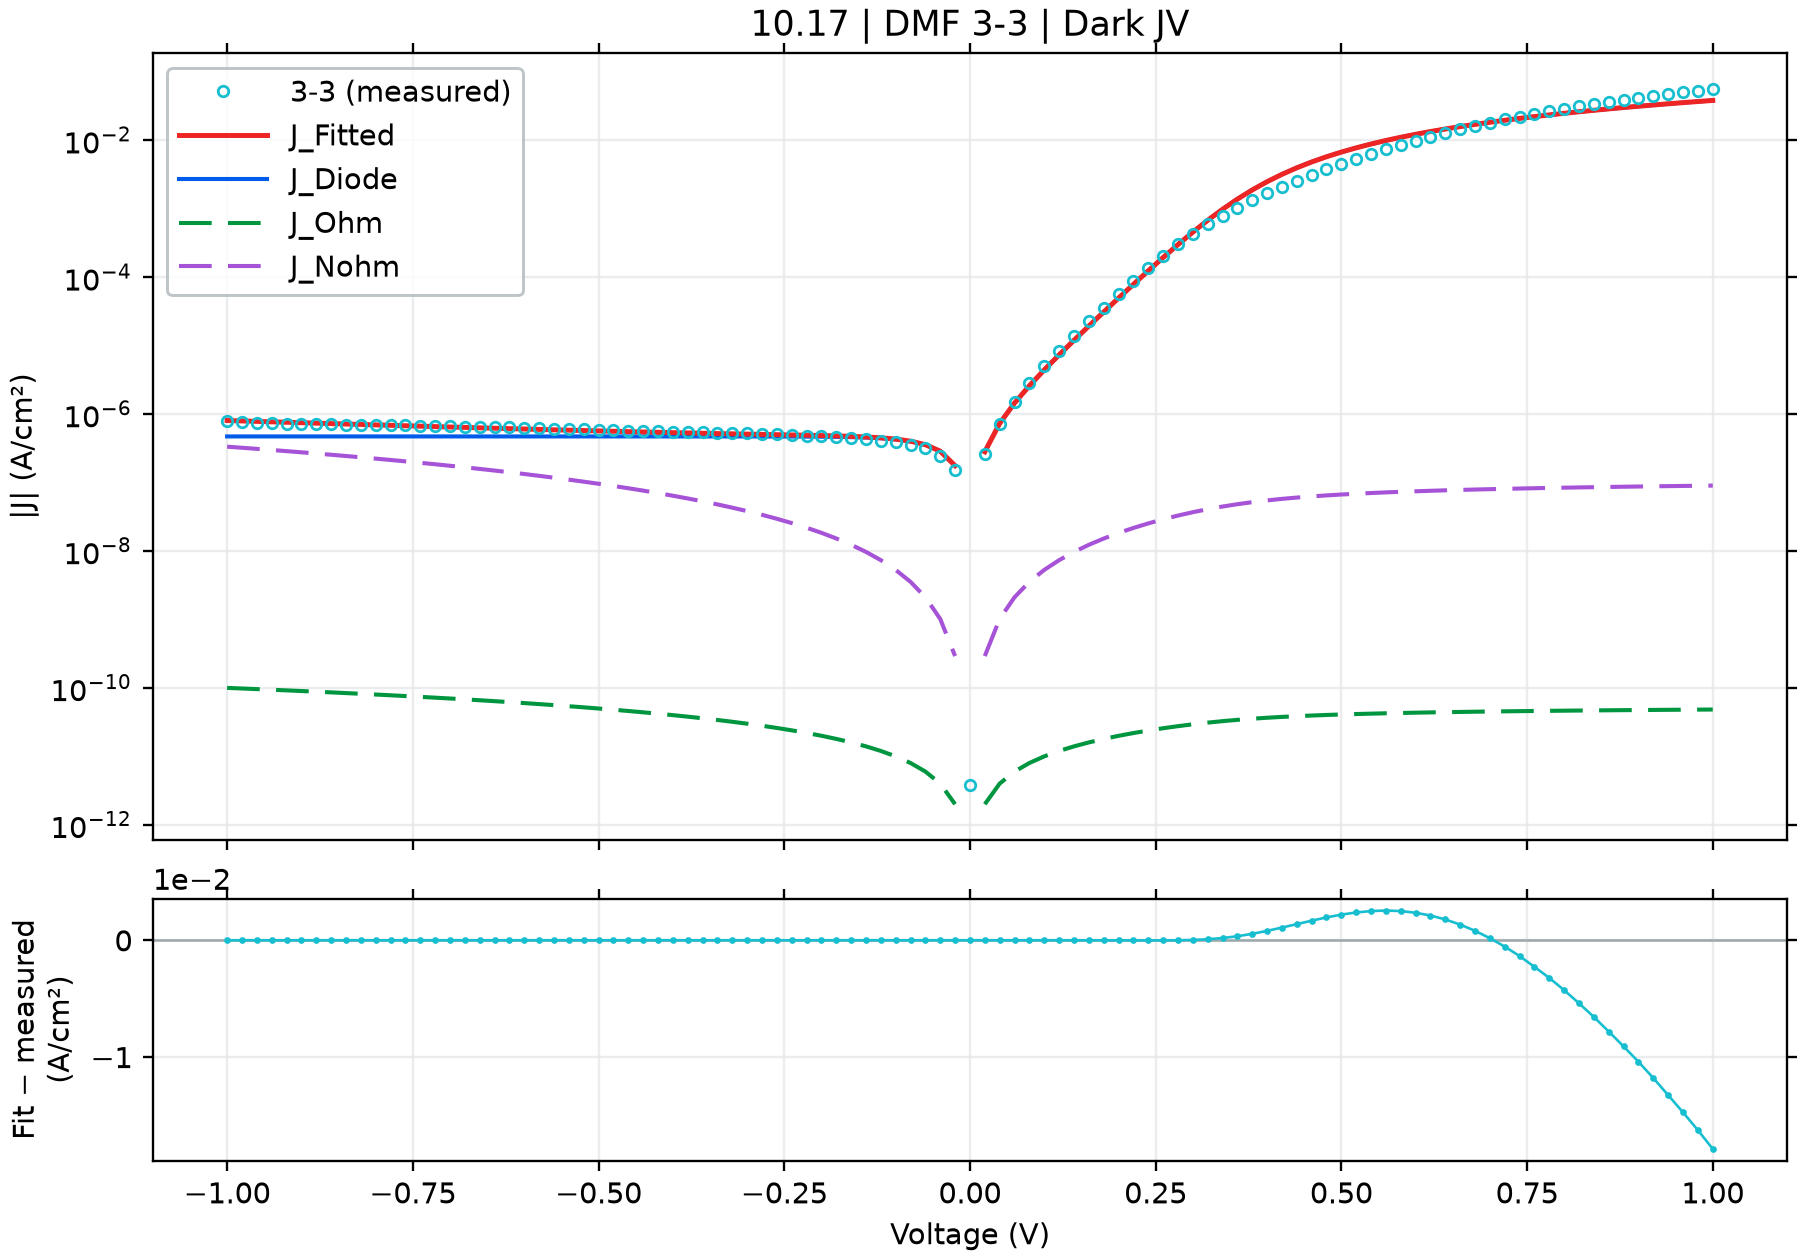 10.17 | DMF 3-3 | Dark JV
3-3 (measured)
J_Fitted
J_Diode
J_Ohm
J_Nohm
|J| (A/cm²)
10⁻²
10⁻⁴
10⁻⁶
10⁻⁸
10⁻¹⁰
10⁻¹²
1e−2
Fit − measured
(A/cm²)
0
−1
−1.00 −0.75 −0.50 −0.25 0.00 0.25 0.50 0.75 1.00
Voltage (V)